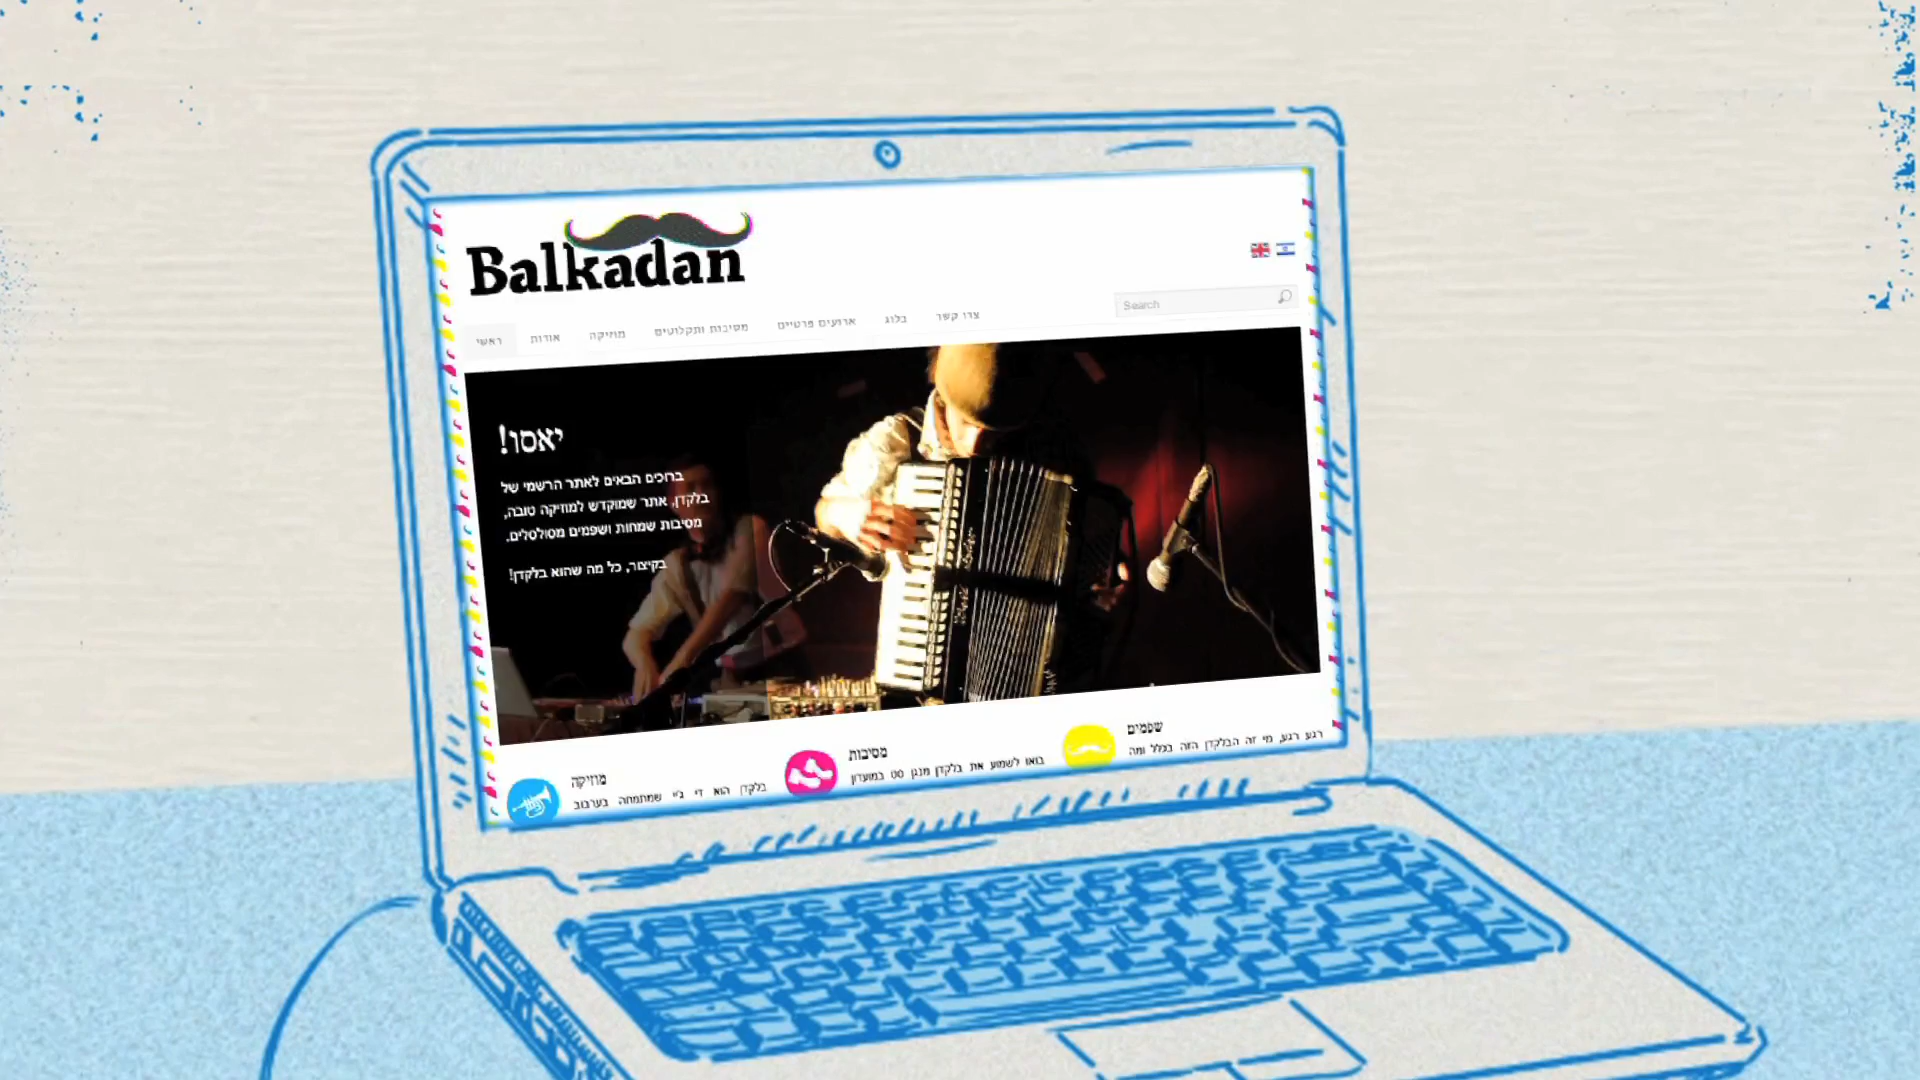 Balkadan
Search
ראשי
אודות
מוזיקה
מסיבות ותקלוטים
ארועים פרטיים
בלוג
צרו קשר
יאסו!
ברוכים הבאים לאתר הרשמי של
בלקדן, אתר שמוקדש למוזיקה טובה,
מסיבות שמחות ושפמים מסולסלים.
בקיצור, כל מה שהוא בלקדן!
מוזיקה
בלקדן הוא די ג'יי שמתמחה בערבוב
מסיבות
בואו לשמוע את בלקדן מנגן סט במועדון
שפמים
רגע רגע, מי זה הבלקדן הזה בכלל ומה